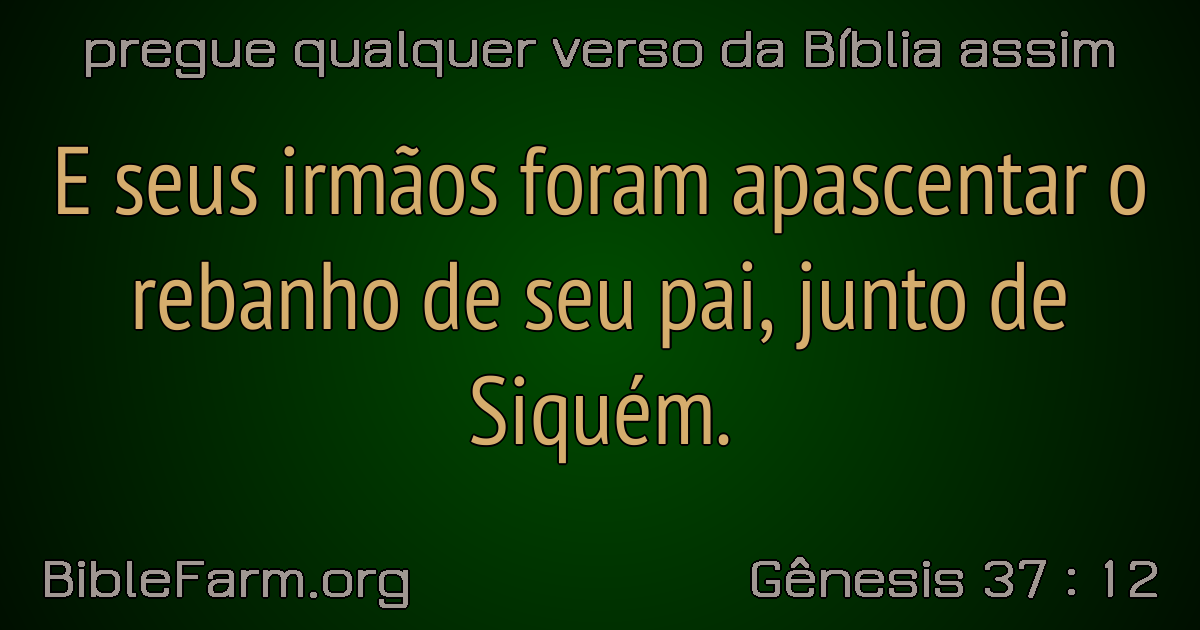 pregue qualquer verso da Bíblia assim
E seus irmãos foram apascentar o
rebanho de seu pai, junto de
Siquém.
BibleFarm.org
Gênesis 37 : 12